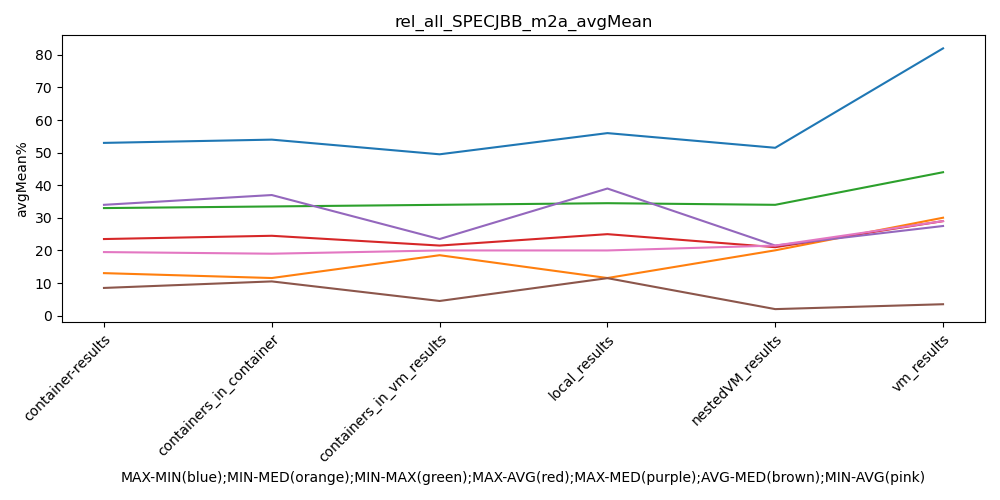 rel_all_SPECJBB_m2a_avgMean
avgMean%
80
70
60
50
40
30
20
10
0
container-results
containers_in_container
containers_in_vm_results
local_results
nestedVM_results
vm_results
MAX-MIN(blue);MIN-MED(orange);MIN-MAX(green);MAX-AVG(red);MAX-MED(purple);AVG-MED(brown);MIN-AVG(pink)